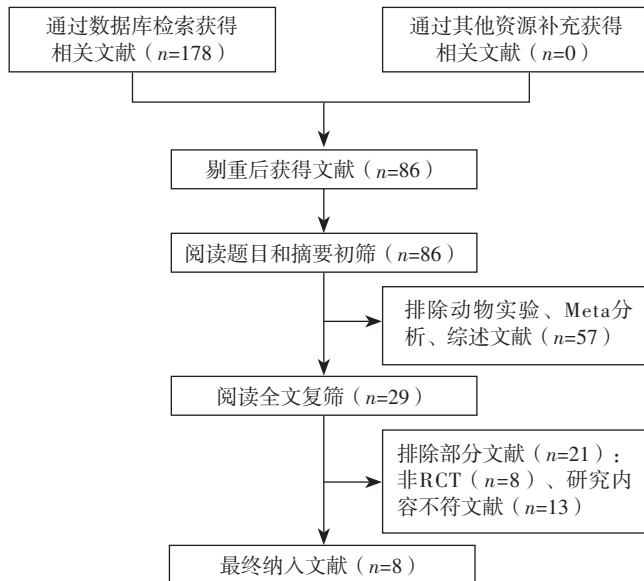 通过数据库检索获得
相关文献（n=178）
通过其他资源补充获得
相关文献（n=0）
剔重后获得文献（n=86）
阅读题目和摘要初筛（n=86）
排除动物实验、Meta分
析、综述文献（n=57）
阅读全文复筛（n=29）
排除部分文献（n=21）：
非RCT（n=8）、研究内
容不符文献（n=13）
最终纳入文献（n=8）